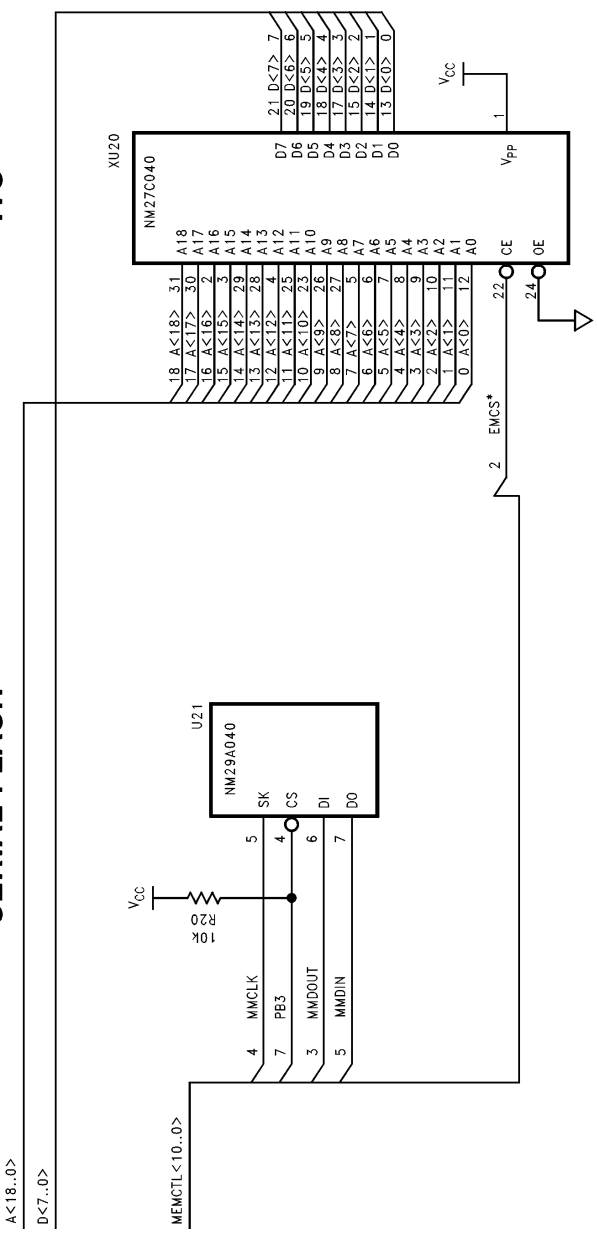 XU20
NM27C040
21 D<7> 7
20 D<6> 6
19 D<5> 5
18 D<4> 4
17 D<3> 3
15 D<2> 2
14 D<1> 1
13 D<0> 0
D7
D6
D5
D4
D3
D2
D1
D0
VCC
1
VPP
A18
A17
A16
A15
A14
A13
A12
A11
A10
A9
A8
A7
A6
A5
A4
A3
A2
A1
A0
CE
OE
18 A<18> 31
17 A<17> 30
16 A<16> 2
15 A<15> 3
14 A<14> 29
13 A<13> 28
12 A<12> 4
11 A<11> 25
10 A<10> 23
9 A<9> 26
8 A<8> 27
7 A<7> 5
6 A<6> 6
5 A<5> 7
4 A<4> 8
3 A<3> 9
2 A<2> 10
1 A<1> 11
0 A<0> 12
22
24
2 EMCS*
U21
NM29A040
SK
CS
DI
DO
5
4
6
7
VCC
R20
10k
4 MMCLK
7 PB3
3 MMDOUT
5 MMDIN
A<18..0>
D<7..0>
MEMCTL<10..0>